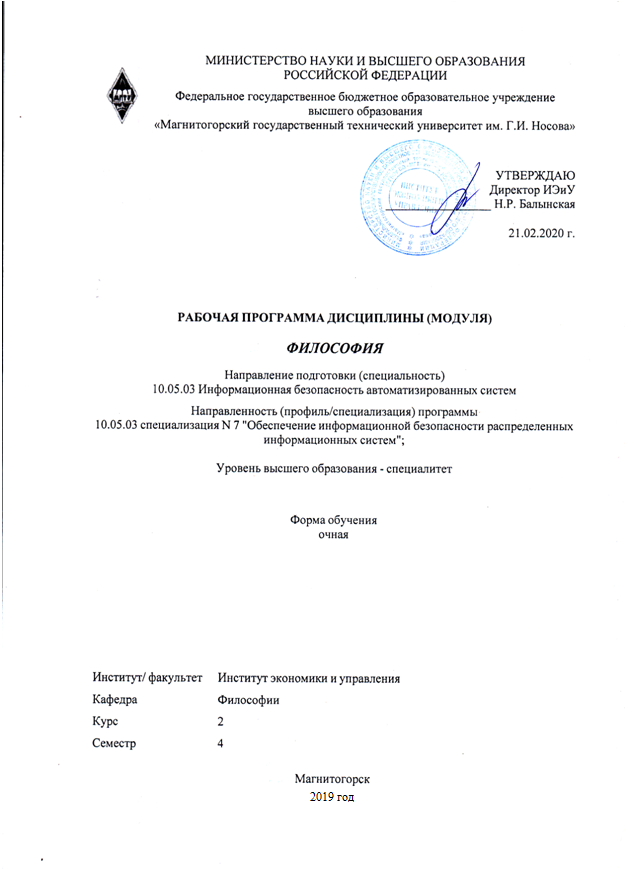 МИНИСТЕРСТВО НАУКИ И ВЫСШЕГО ОБРАЗОВАНИЯ
РОССИЙСКОЙ ФЕДЕРАЦИИ
Федеральное государственное бюджетное образовательное учреждение
высшего образования
«Магнитогорский государственный технический университет им. Г.И. Носова»
УТВЕРЖДАЮ
Директор ИЭиУ
Н.Р. Балынская
21.02.2020 г.
РАБОЧАЯ ПРОГРАММА ДИСЦИПЛИНЫ (МОДУЛЯ)
ФИЛОСОФИЯ
Направление подготовки (специальность)
10.05.03 Информационная безопасность автоматизированных систем
Направленность (профиль/специализация) программы
10.05.03 специализация N 7 "Обеспечение информационной безопасности распределенных
информационных систем";
Уровень высшего образования - специалитет
Форма обучения
очная
Институт/ факультет Институт экономики и управления
Кафедра Философии
Курс 2
Семестр 4
Магнитогорск
2019 год